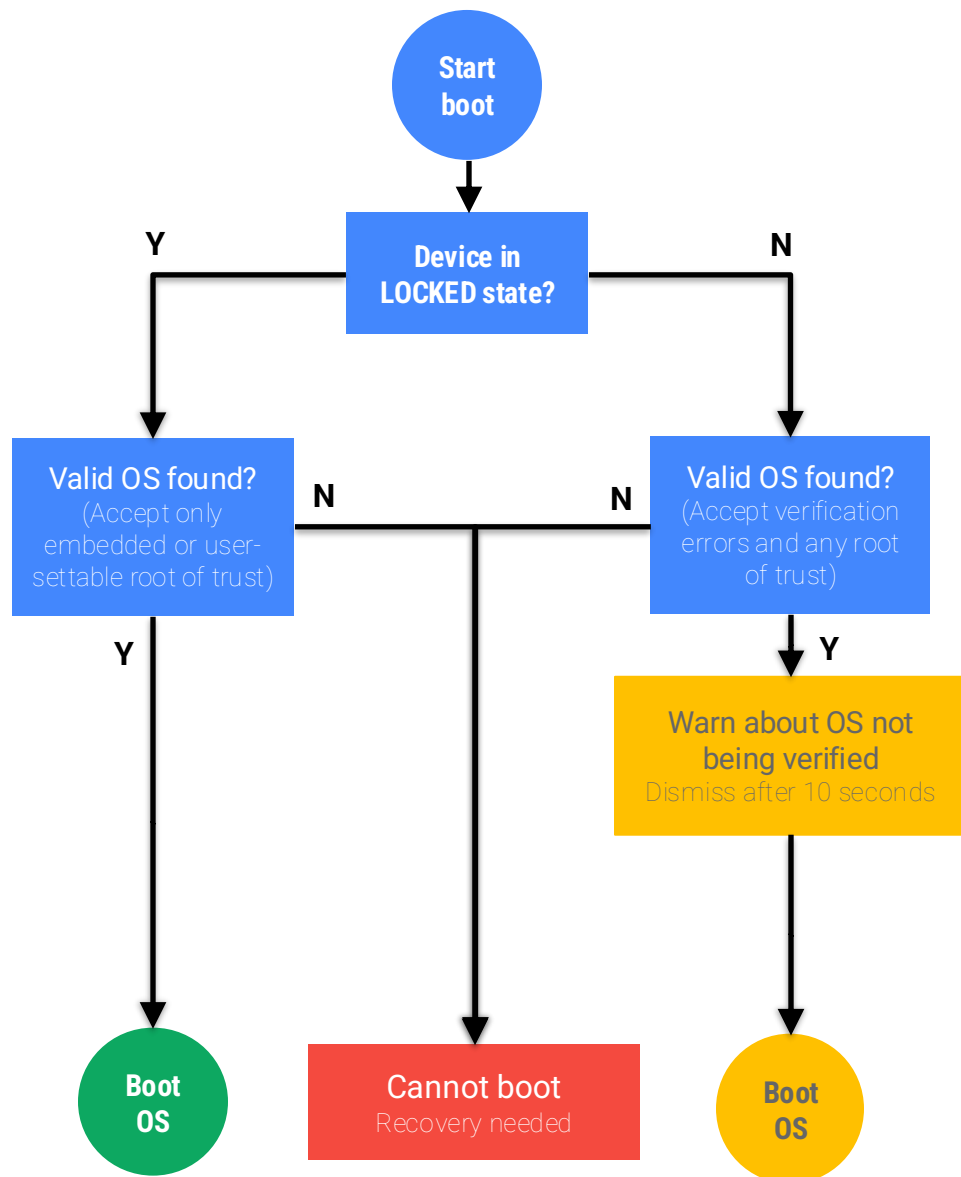 Start
boot
Y
N
Device in
LOCKED state?
Valid OS found?
(Accept only
embedded or user-
settable root of trust)
N
N
Valid OS found?
(Accept verification
errors and any root
of trust)
Y
Y
Warn about OS not
being verified
Dismiss after 10 seconds
Boot
OS
Cannot boot
Recovery needed
Boot
OS